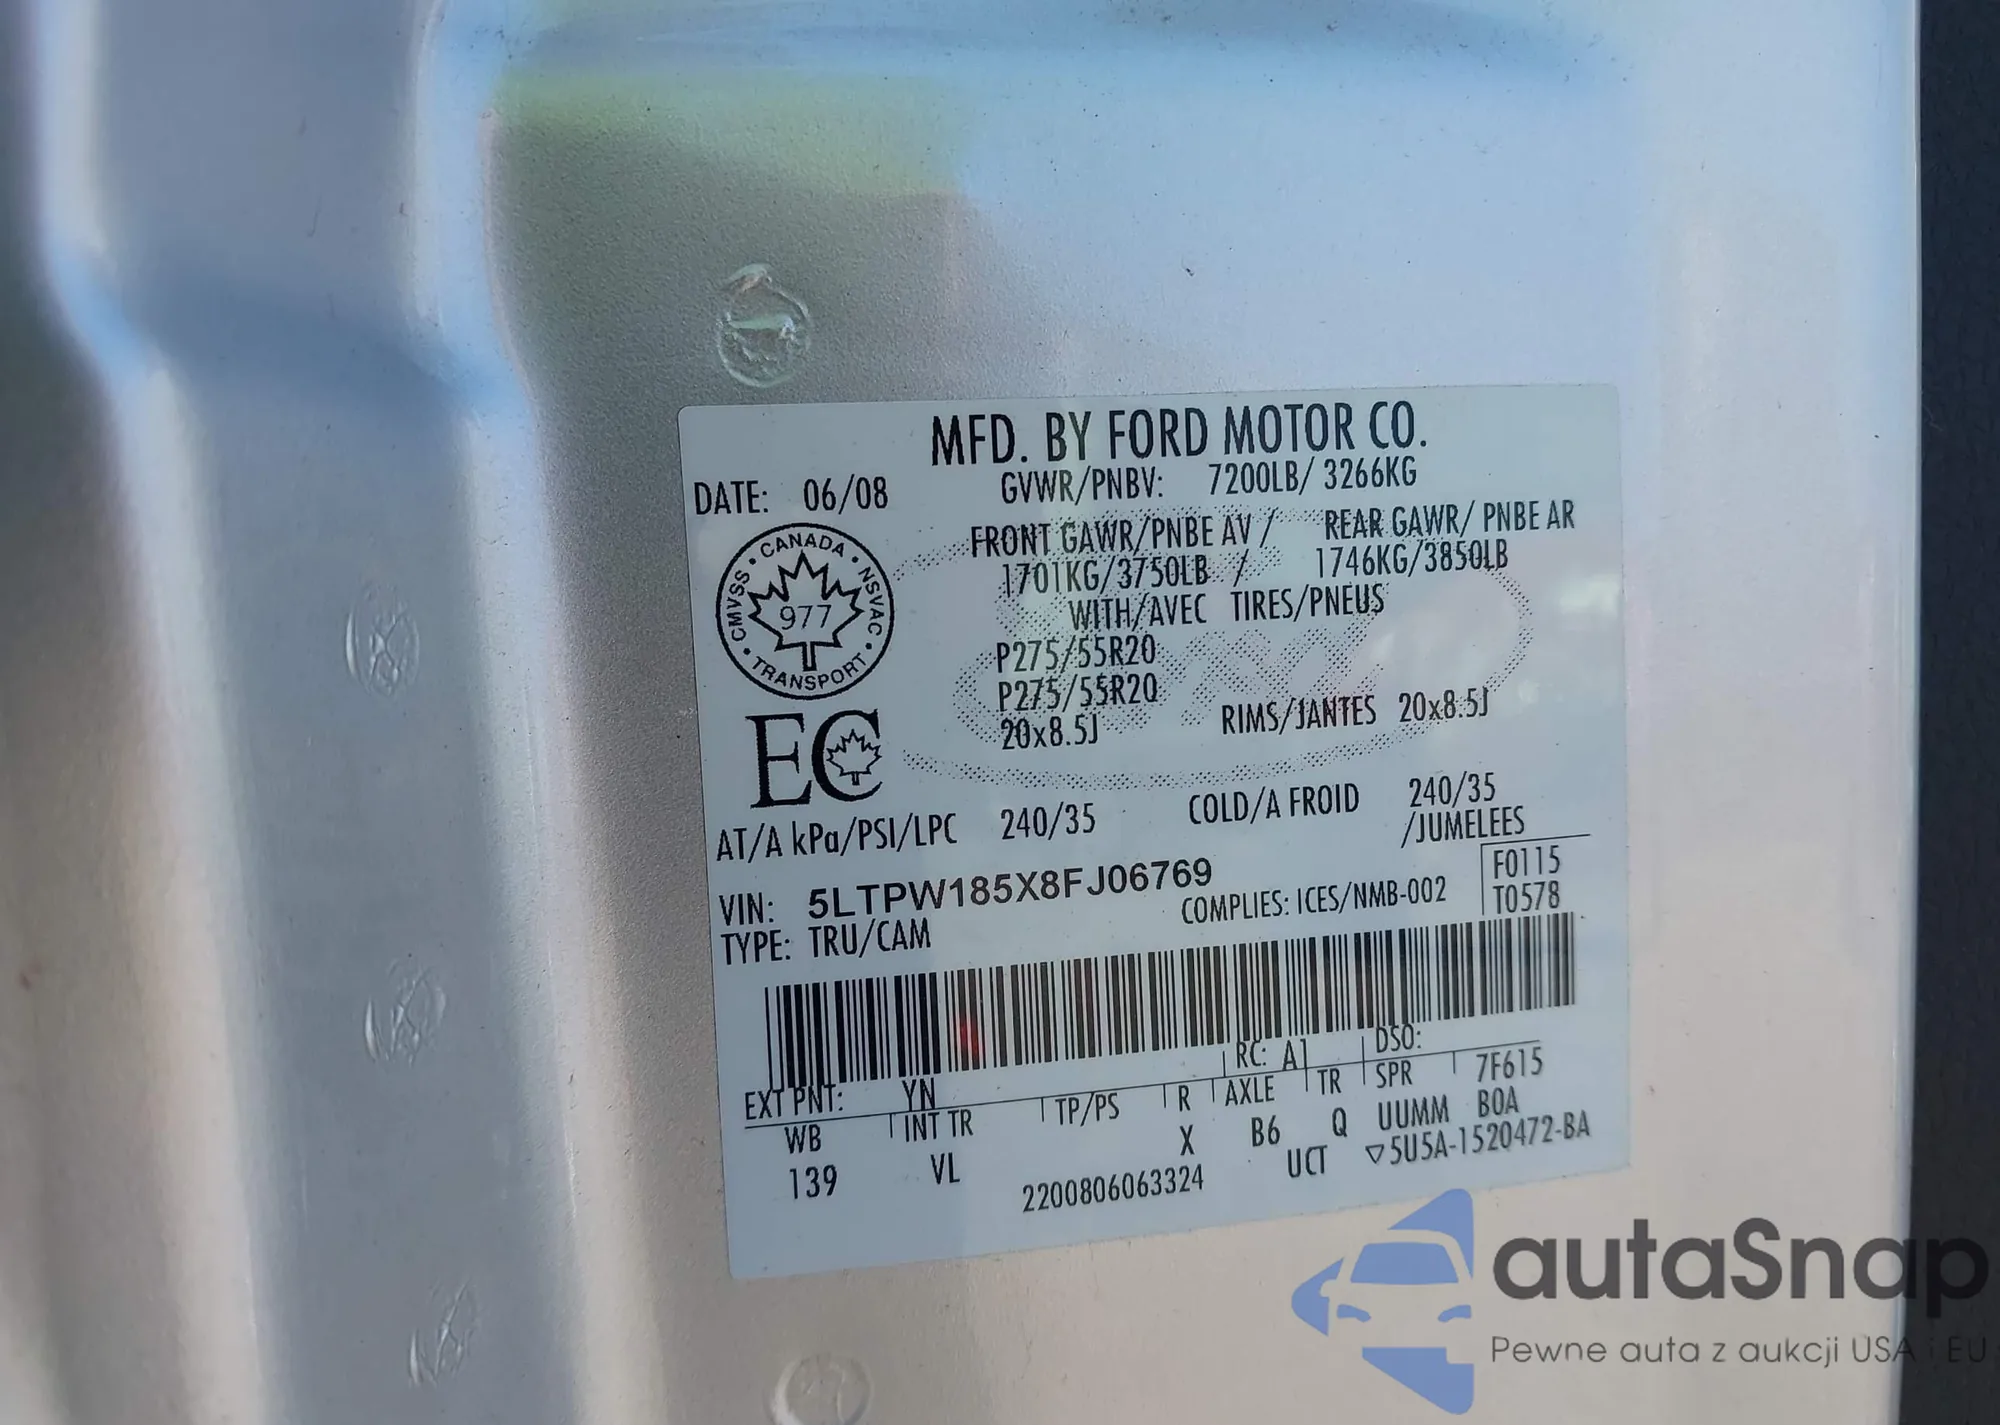 MFD. BY FORD MOTOR CO.
DATE: 06/08 GVWR/PNBV: 7200LB/ 3266KG
FRONT GAWR/PNBE AV / REAR GAWR/ PNBE AR
1701KG/3750LB / 1746KG/3850LB
WITH/AVEC TIRES/PNEUS
P275/55R20
P275/55R20
20x8.5J RIMS/JANTES 20x8.5J
CMVSS • CANADA • NSVAC • TRANSPORT •
977
EC
AT/A kPa/PSI/LPC 240/35 COLD/A FROID 240/35
/JUMELEES
VIN: 5LTPW185X8FJ06769
F0115
T0578
TYPE: TRU/CAM COMPLIES: ICES/NMB-002
EXT PNT: YN RC: A1 DSO:
WB INT TR TP/PS R AXLE TR SPR 7F615
139 VL X B6 Q UUMM BOA
2200806063324 UCT ▽5U5A-1520472-BA
autaSnap
Pewne auta z aukcji USA i EU